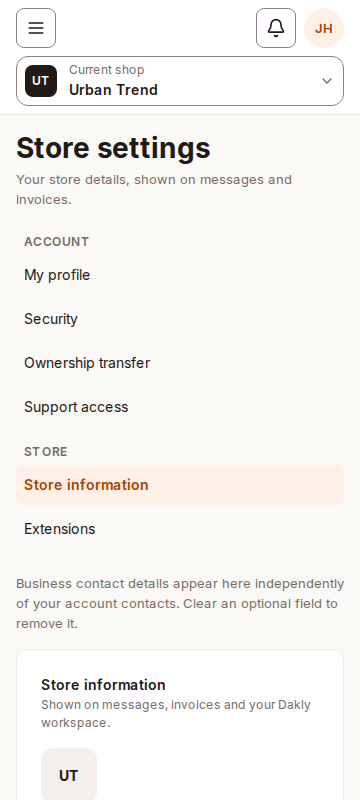 JH
UT
Current shop
Urban Trend
Store settings
Your store details, shown on messages and
invoices.
ACCOUNT
My profile
Security
Ownership transfer
Support access
STORE
Store information
Extensions
Business contact details appear here independently
of your account contacts. Clear an optional field to
remove it.
Store information
Shown on messages, invoices and your Dakly
workspace.
UT